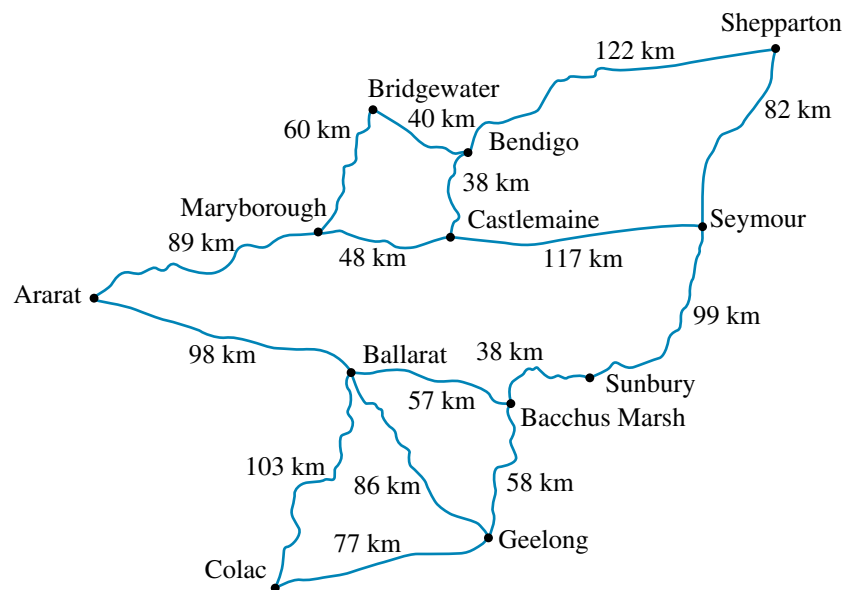 Shepparton
122 km
Bridgewater
82 km
40 km
60 km
Bendigo
38 km
Maryborough
Castlemaine
Seymour
89 km
48 km
117 km
Ararat
99 km
98 km
Ballarat
38 km
Sunbury
57 km
Bacchus Marsh
103 km
86 km
58 km
77 km
Geelong
Colac